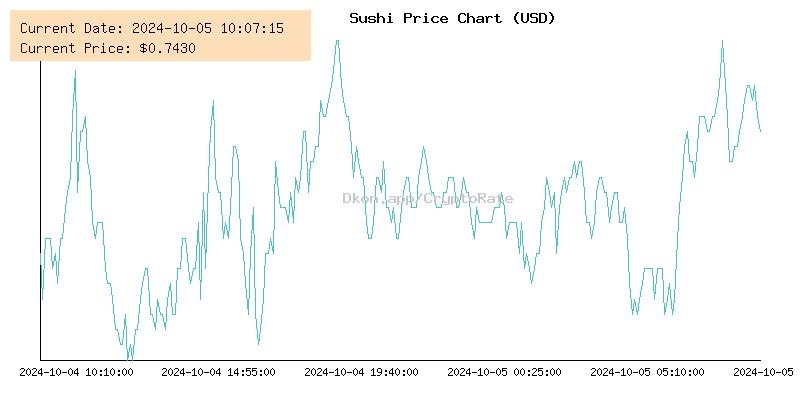 Sushi Price Chart (USD)
Current Date: 2024-10-05 10:07:15
Current Price: $0.7430
Dkon.app/CryptoRate
2024-10-04 10:10:00 2024-10-04 14:55:00 2024-10-04 19:40:00 2024-10-05 00:25:00 2024-10-05 05:10:00 2024-10-05